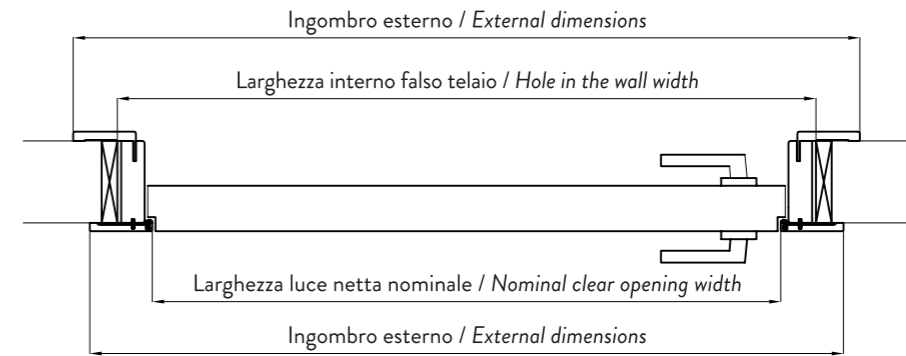 Ingombro esterno / External dimensions
Larghezza interno falso telaio / Hole in the wall width
Larghezza luce netta nominale / Nominal clear opening width
Ingombro esterno / External dimensions